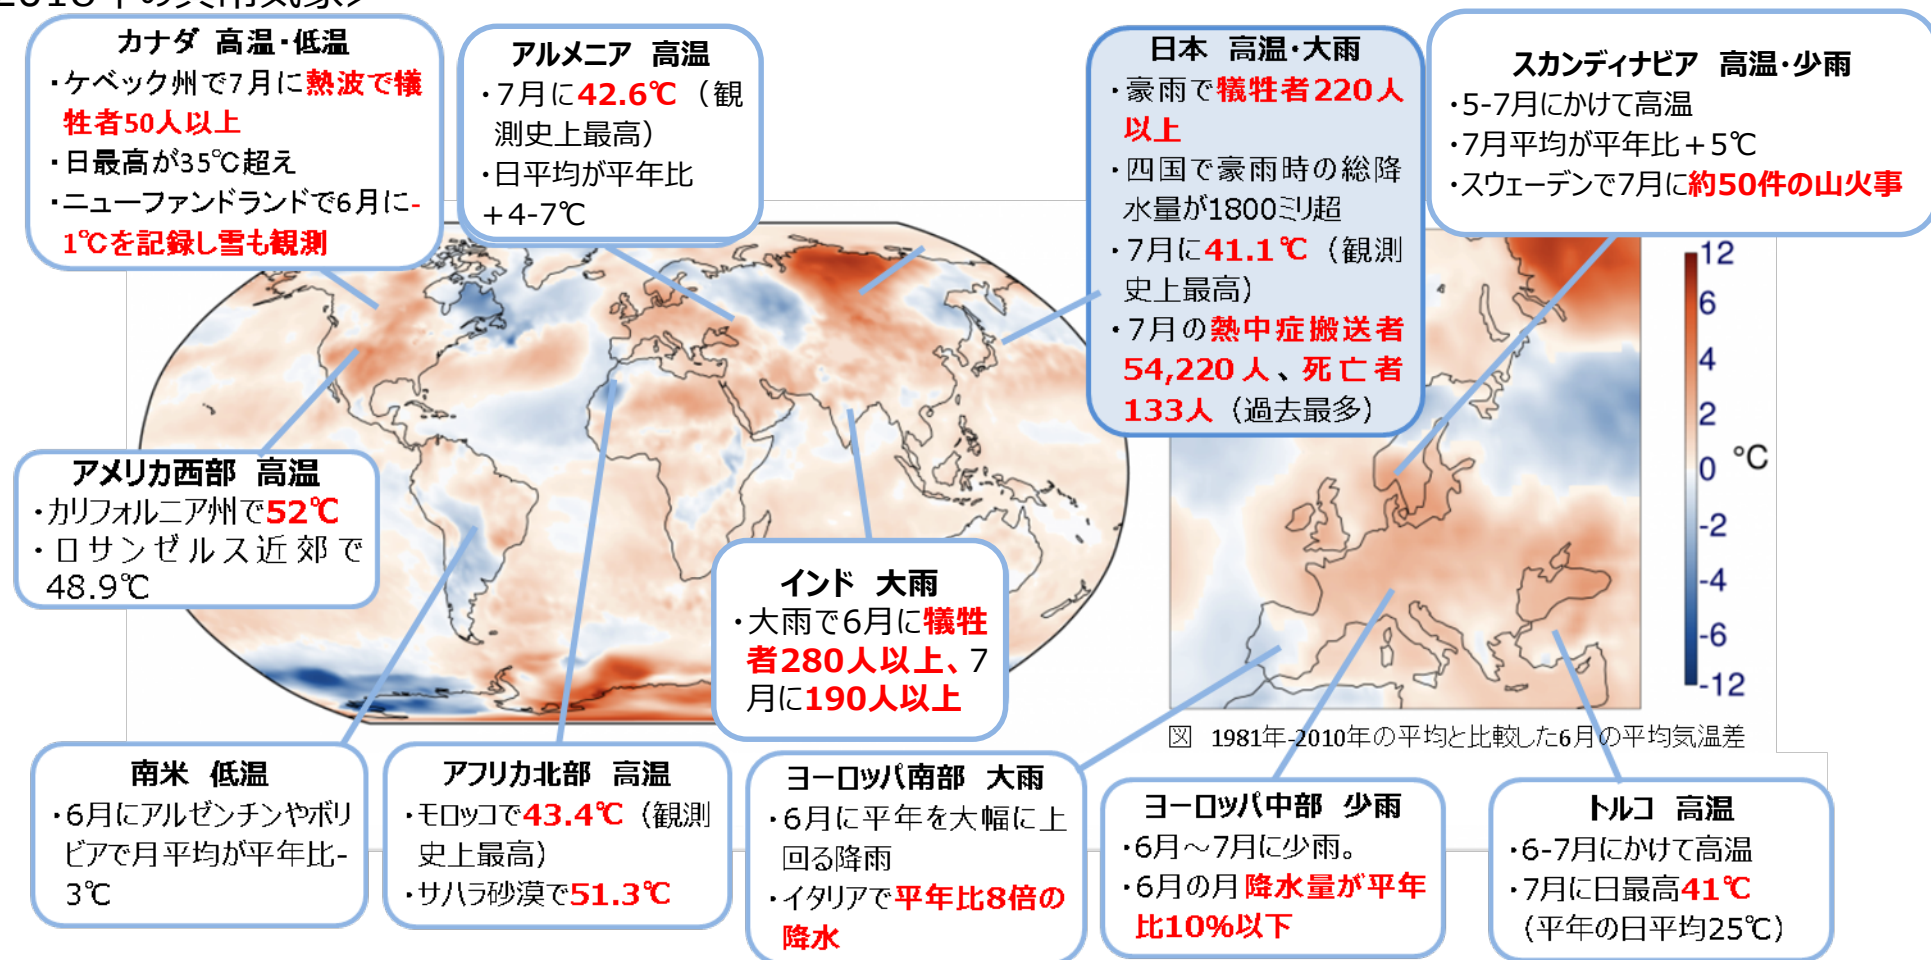 カナダ 高温・低温
・ケベック州で7月に熱波で犠
牲者50人以上
・日最高が35℃超え
・ニューファンドランドで6月に-
1℃を記録し雪も観測
アルメニア 高温
・7月に42.6℃（観
測史上最高）
・日平均が平年比
+4-7℃
日本 高温・大雨
・豪雨で犠牲者220人
以上
・四国で豪雨時の総降
水量が1800ミリ超
・7月に41.1℃（観測
史上最高）
・7月の熱中症搬送者
54,220人、死亡者
133人（過去最多）
スカンディナビア 高温・少雨
・5-7月にかけて高温
・7月平均が平年比+5℃
・スウェーデンで7月に約50件の山火事
12
6
4
2
0 ℃
-2
-4
-6
-12
アメリカ西部 高温
・カリフォルニア州で52℃
・ロサンゼルス近郊で
48.9℃
インド 大雨
・大雨で6月に犠牲
者280人以上、7
月に190人以上
図 1981年-2010年の平均と比較した6月の平均気温差
南米 低温
・6月にアルゼンチンやボリ
ビアで月平均が平年比-
3℃
アフリカ北部 高温
・モロッコで43.4℃（観測
史上最高）
・サハラ砂漠で51.3℃
ヨーロッパ南部 大雨
・6月に平年を大幅に上
回る降雨
・イタリアで平年比8倍の
降水
ヨーロッパ中部 少雨
・6月～7月に少雨。
・6月の月降水量が平年
比10%以下
トルコ 高温
・6-7月にかけて高温
・7月に日最高41℃
（平年の日平均25℃）